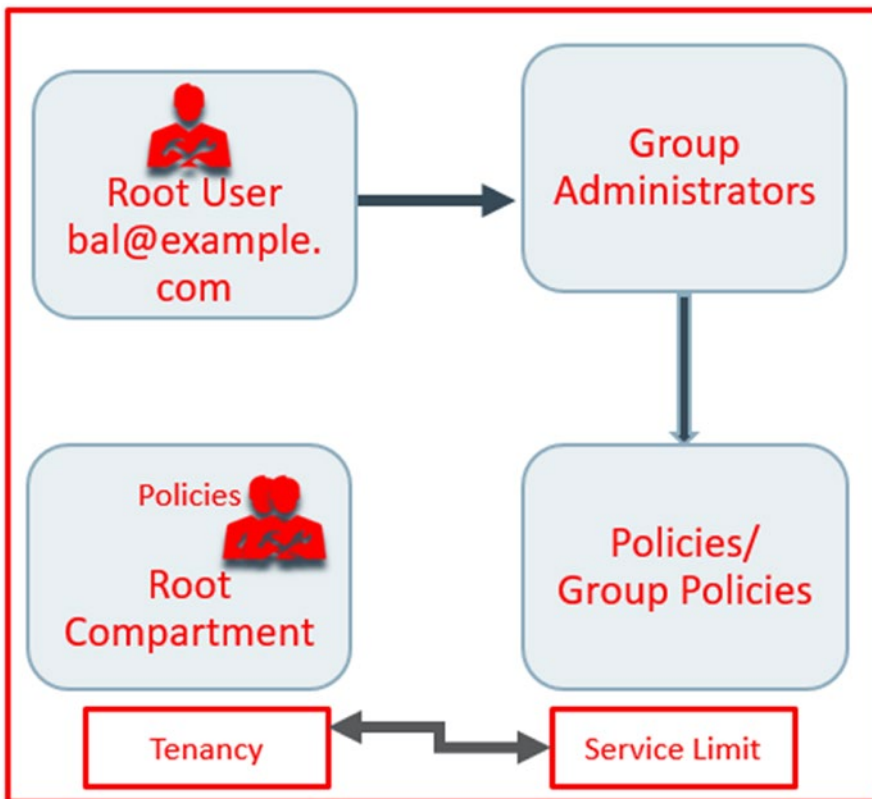 Root User
bal@example.
com
Group
Administrators
Policies
Root
Compartment
Policies/
Group Policies
Tenancy
Service Limit